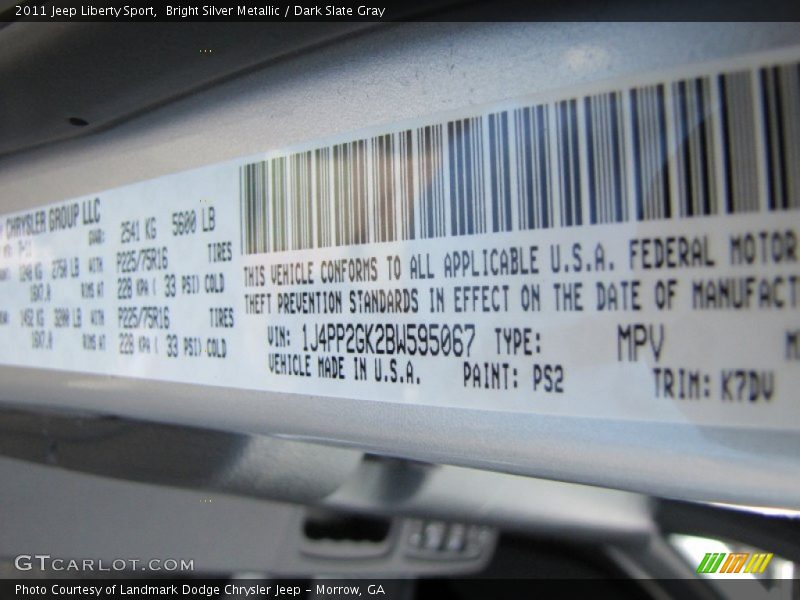 2011 Jeep Liberty Sport, Bright Silver Metallic / Dark Slate Gray
CHRYSLER GROUP LLC
2541 KG 5600 LB
P225/75R16 TIRES
228 KPA ( 33 PSI) COLD
P225/75R16 TIRES
228 KPA ( 33 PSI) COLD
THIS VEHICLE CONFORMS TO ALL APPLICABLE U.S.A. FEDERAL MOTOR
THEFT PREVENTION STANDARDS IN EFFECT ON THE DATE OF MANUFACT
VIN: 1J4PP2GK2BW595067 TYPE: MPV
VEHICLE MADE IN U.S.A. PAINT: PS2 TRIM: K7DV
GTCARLOT.COM
Photo Courtesy of Landmark Dodge Chrysler Jeep - Morrow, GA